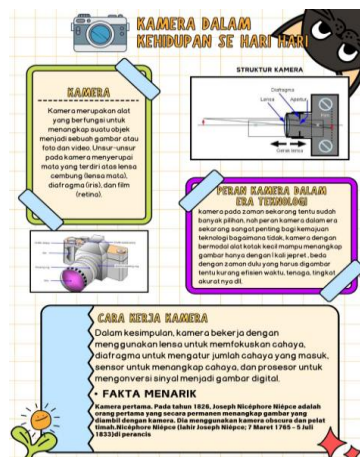 KAMERA DALAM
KEHIDUPAN SE HARI HARI
STRUKTUR KAMERA
Diafragma
Lensa
Apetur
Film
Geras lensa
KAMERA
Kamera merupakan alat
yang berfungsi untuk
menangkap suatu objek
menjadi sebuah gambar atau
foto dan video. Unsur-unsur
pada kamera menyerupai
mata yang terdiri atas lensa
cembung (lensa mata),
diafragma (iris), dan film
(retina).
PERAN KAMERA DALAM
ERA TEKNOLOGI
kamera pada zaman sekarang tentu sudah
banyak pilihan, nah peran kamera dalam era
sekarang sangat penting bagi kemajuan
teknologi bagaimana tidak, kamera dengan
bermodal alat kotak kecil mampu menangkap
gambar hanya dengan 1 kali jepret , beda
dengan zaman dulu yang harus digambar
tentu kurang efisien waktu, tenaga, tingkat
akurat nya dll.
CARA KERJA KAMERA
Dalam kesimpulan, kamera bekerja dengan
menggunakan lensa untuk memfokuskan cahaya,
diafragma untuk mengatur jumlah cahaya yang masuk,
sensor untuk menangkap cahaya, dan prosesor untuk
mengonversi sinyal menjadi gambar digital.
• FAKTA MENARIK
Kamera pertama. Pada tahun 1826, Joseph Nicéphore Niépce adalah
orang pertama yang secara permanen menangkap gambar yang
diambil dengan kamera. Dia menggunakan kamera obscura dan pelat
timah.Nicéphore Niépce (lahir Joseph Niépce; 7 Maret 1765 – 5 Juli
1833)di perancis